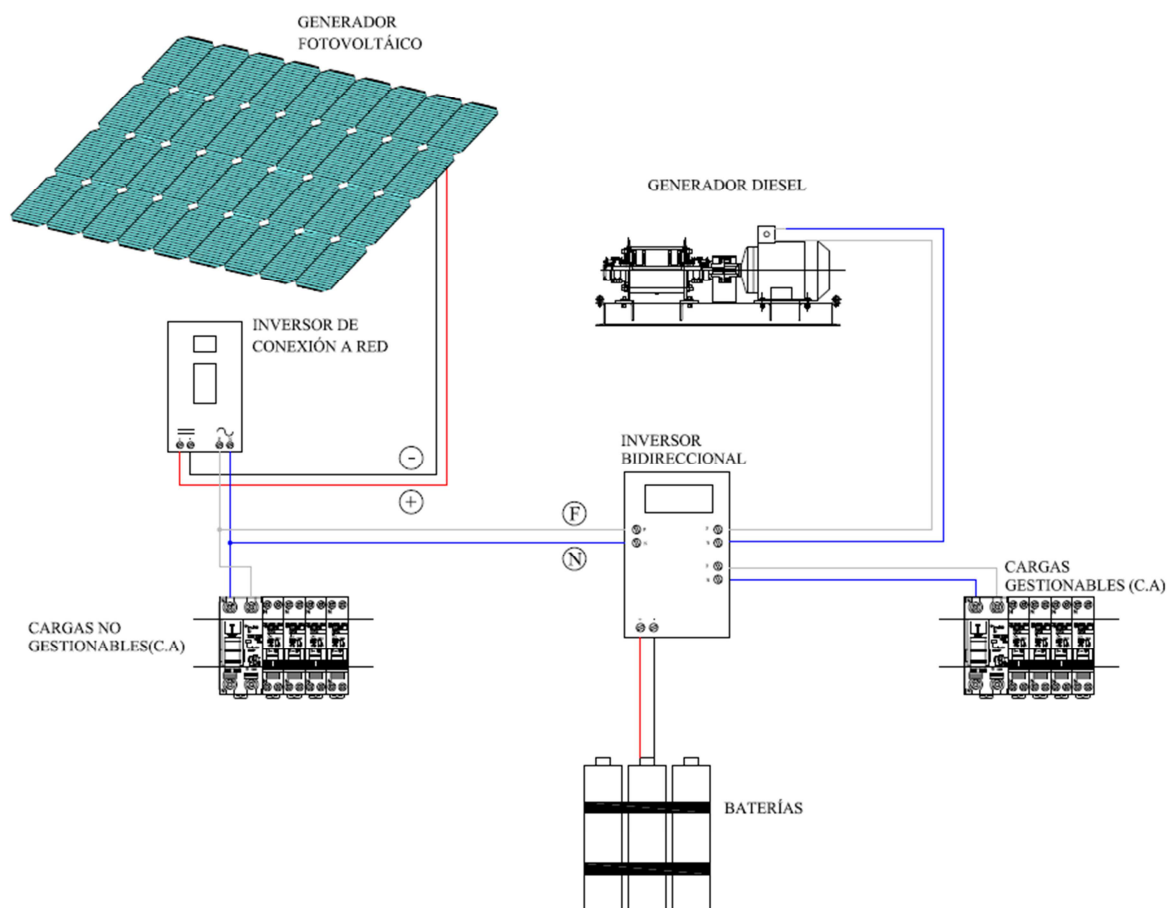 GENERADOR
FOTOVOLTÁICO
GENERADOR DIESEL
INVERSOR DE
CONEXIÓN A RED
-
+
INVERSOR
BIDIRECCIONAL
F
N
CARGAS NO
GESTIONABLES(C.A)
CARGAS
GESTIONABLES (C.A)
BATERÍAS